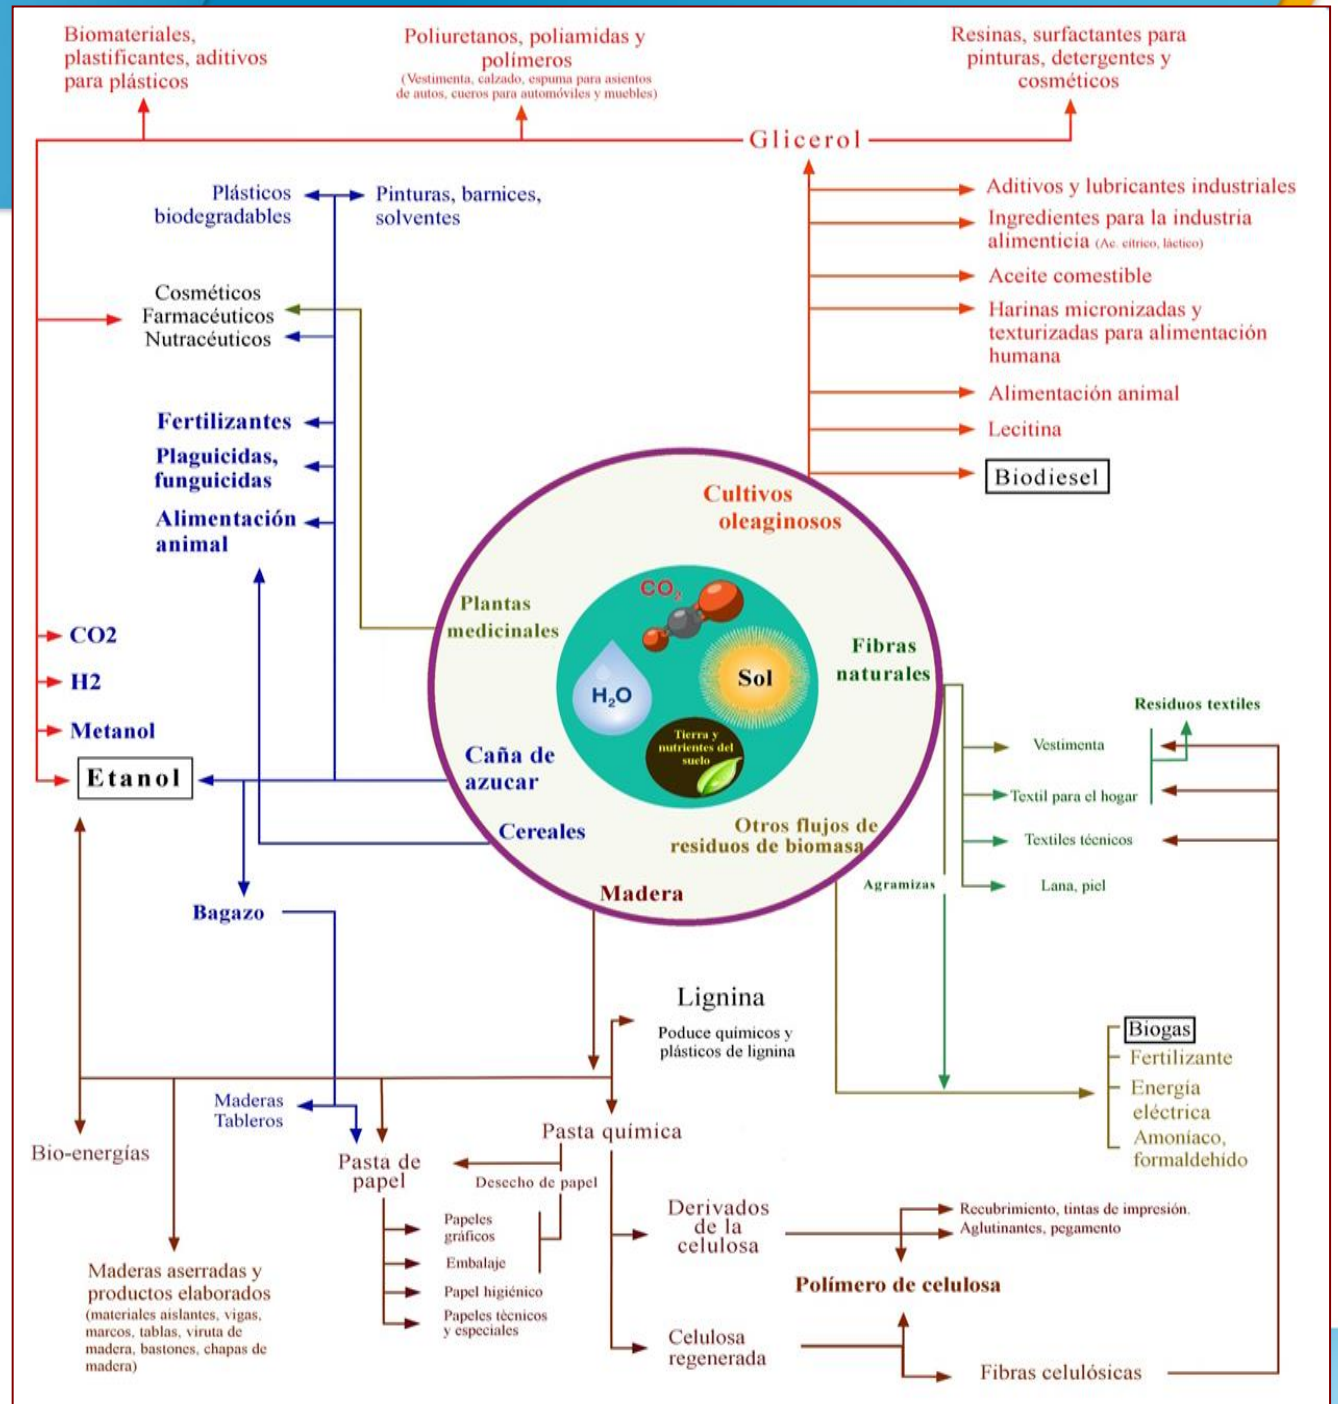 Biomateriales,
plastificantes, aditivos
para plásticos
Poliuretanos, poliamidas y
polímeros
(Vestimenta, calzado, espuma para asientos
de autos, cueros para automóviles y muebles)
Resinas, surfactantes para
pinturas, detergentes y
cosméticos
Glicerol
Plásticos
biodegradables
Pinturas, barnices,
solventes
Aditivos y lubricantes industriales
Ingredientes para la industria
alimenticia (Ac. cítrico, láctico)
Aceite comestible
Harinas micronizadas y
texturizadas para alimentación
humana
Alimentación animal
Lecitina
Biodiesel
Cosméticos
Farmacéuticos
Nutracéuticos
Fertilizantes
Plaguicidas,
funguicidas
Alimentación
animal
CO2
H2
Metanol
Etanol
Bagazo
Cultivos
oleaginosos
Plantas
medicinales
CO2
H2O
Sol
Tierra y
nutrientes del
suelo
Fibras
naturales
Caña de
azucar
Cereales
Otros flujos de
residuos de biomasa
Madera
Residuos textiles
Vestimenta
Textil para el hogar
Textiles técnicos
Agramizas
Lana, piel
Lignina
Poduce químicos y
plásticos de lignina
Biogas
Fertilizante
Energía
eléctrica
Amoníaco,
formaldehído
Maderas
Tableros
Bio-energías
Pasta de
papel
Pasta química
Desecho de papel
Papeles
gráficos
Embalaje
Papel higiénico
Papeles técnicos
y especiales
Maderas aserradas y
productos elaborados
(materiales aislantes, vigas,
marcos, tablas, viruta de
madera, bastones, chapas de
madera)
Derivados
de la
celulosa
Recubrimiento, tintas de impresión.
Aglutinantes, pegamento
Polímero de celulosa
Celulosa
regenerada
Fibras celulósicas